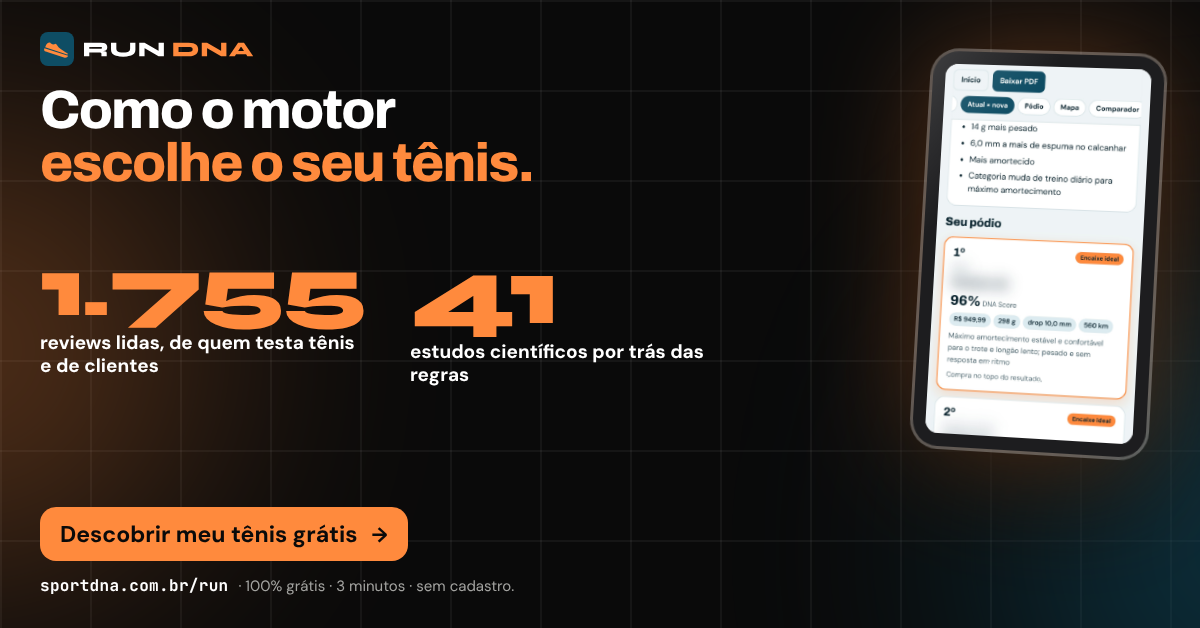 RUN DNA
Como o motor
escolhe o seu tênis.
1.755
reviews lidas, de quem testa tênis
e de clientes
41
estudos científicos por trás das
regras
Descobrir meu tênis grátis →
sportdna.com.br/run · 100% grátis · 3 minutos · sem cadastro.
Início
Baixar PDF
Atual × nova
Pódio
Mapa
Comparador
• 14 g mais pesado
• 6,0 mm a mais de espuma no calcanhar
• Mais amortecido
• Categoria muda de treino diário para
máximo amortecimento
Seu pódio
1º
Encaixe ideal
96% DNA Score
R$ 949,99
298 g
drop 10,0 mm
560 km
Máximo amortecimento estável e confortável
para o trote e longão lento; pesado e sem
resposta em ritmo
Compra no topo do resultado.
2º
Encaixe ideal